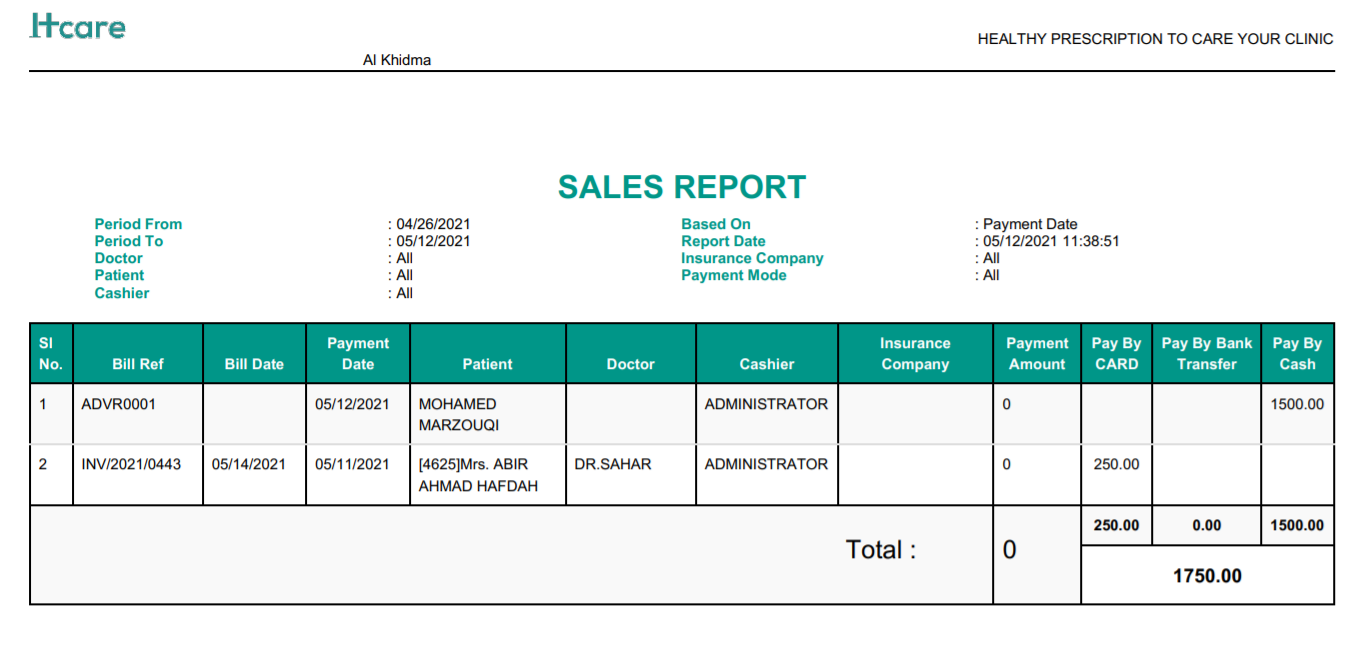 Htcare
HEALTHY PRESCRIPTION TO CARE YOUR CLINIC
Al Khidma
SALES REPORT
Period From : 04/26/2021 Based On : Payment Date
Period To : 05/12/2021 Report Date : 05/12/2021 11:38:51
Doctor : All Insurance Company : All
Patient : All Payment Mode : All
Cashier : All
Sl No. Bill Ref Bill Date Payment Date Patient Doctor Cashier Insurance Company Payment Amount Pay By CARD Pay By Bank Transfer Pay By Cash
1 ADVR0001 05/12/2021 MOHAMED MARZOUQI ADMINISTRATOR 0 1500.00
2 INV/2021/0443 05/14/2021 05/11/2021 [4625]Mrs. ABIR AHMAD HAFDAH DR.SAHAR ADMINISTRATOR 0 250.00
250.00 0.00 1500.00
Total : 0
1750.00